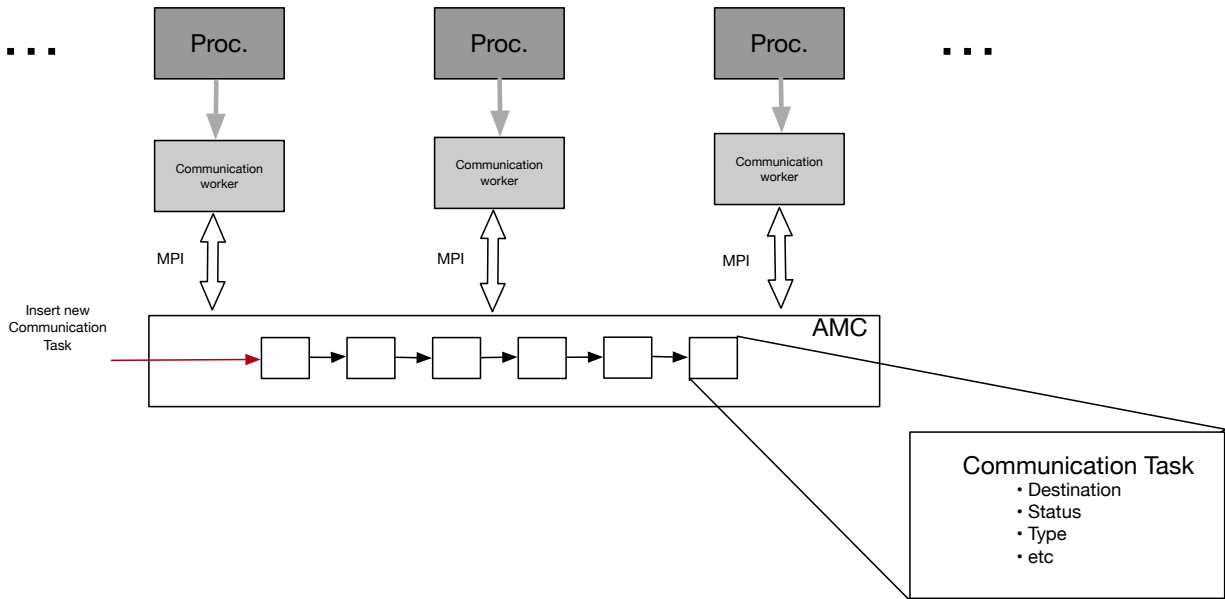 ...
Proc.
Proc.
Proc.
...
Communication
worker
Communication
worker
Communication
worker
MPI
MPI
MPI
Insert new
Communication
Task
AMC
Communication Task
• Destination
• Status
• Type
• etc